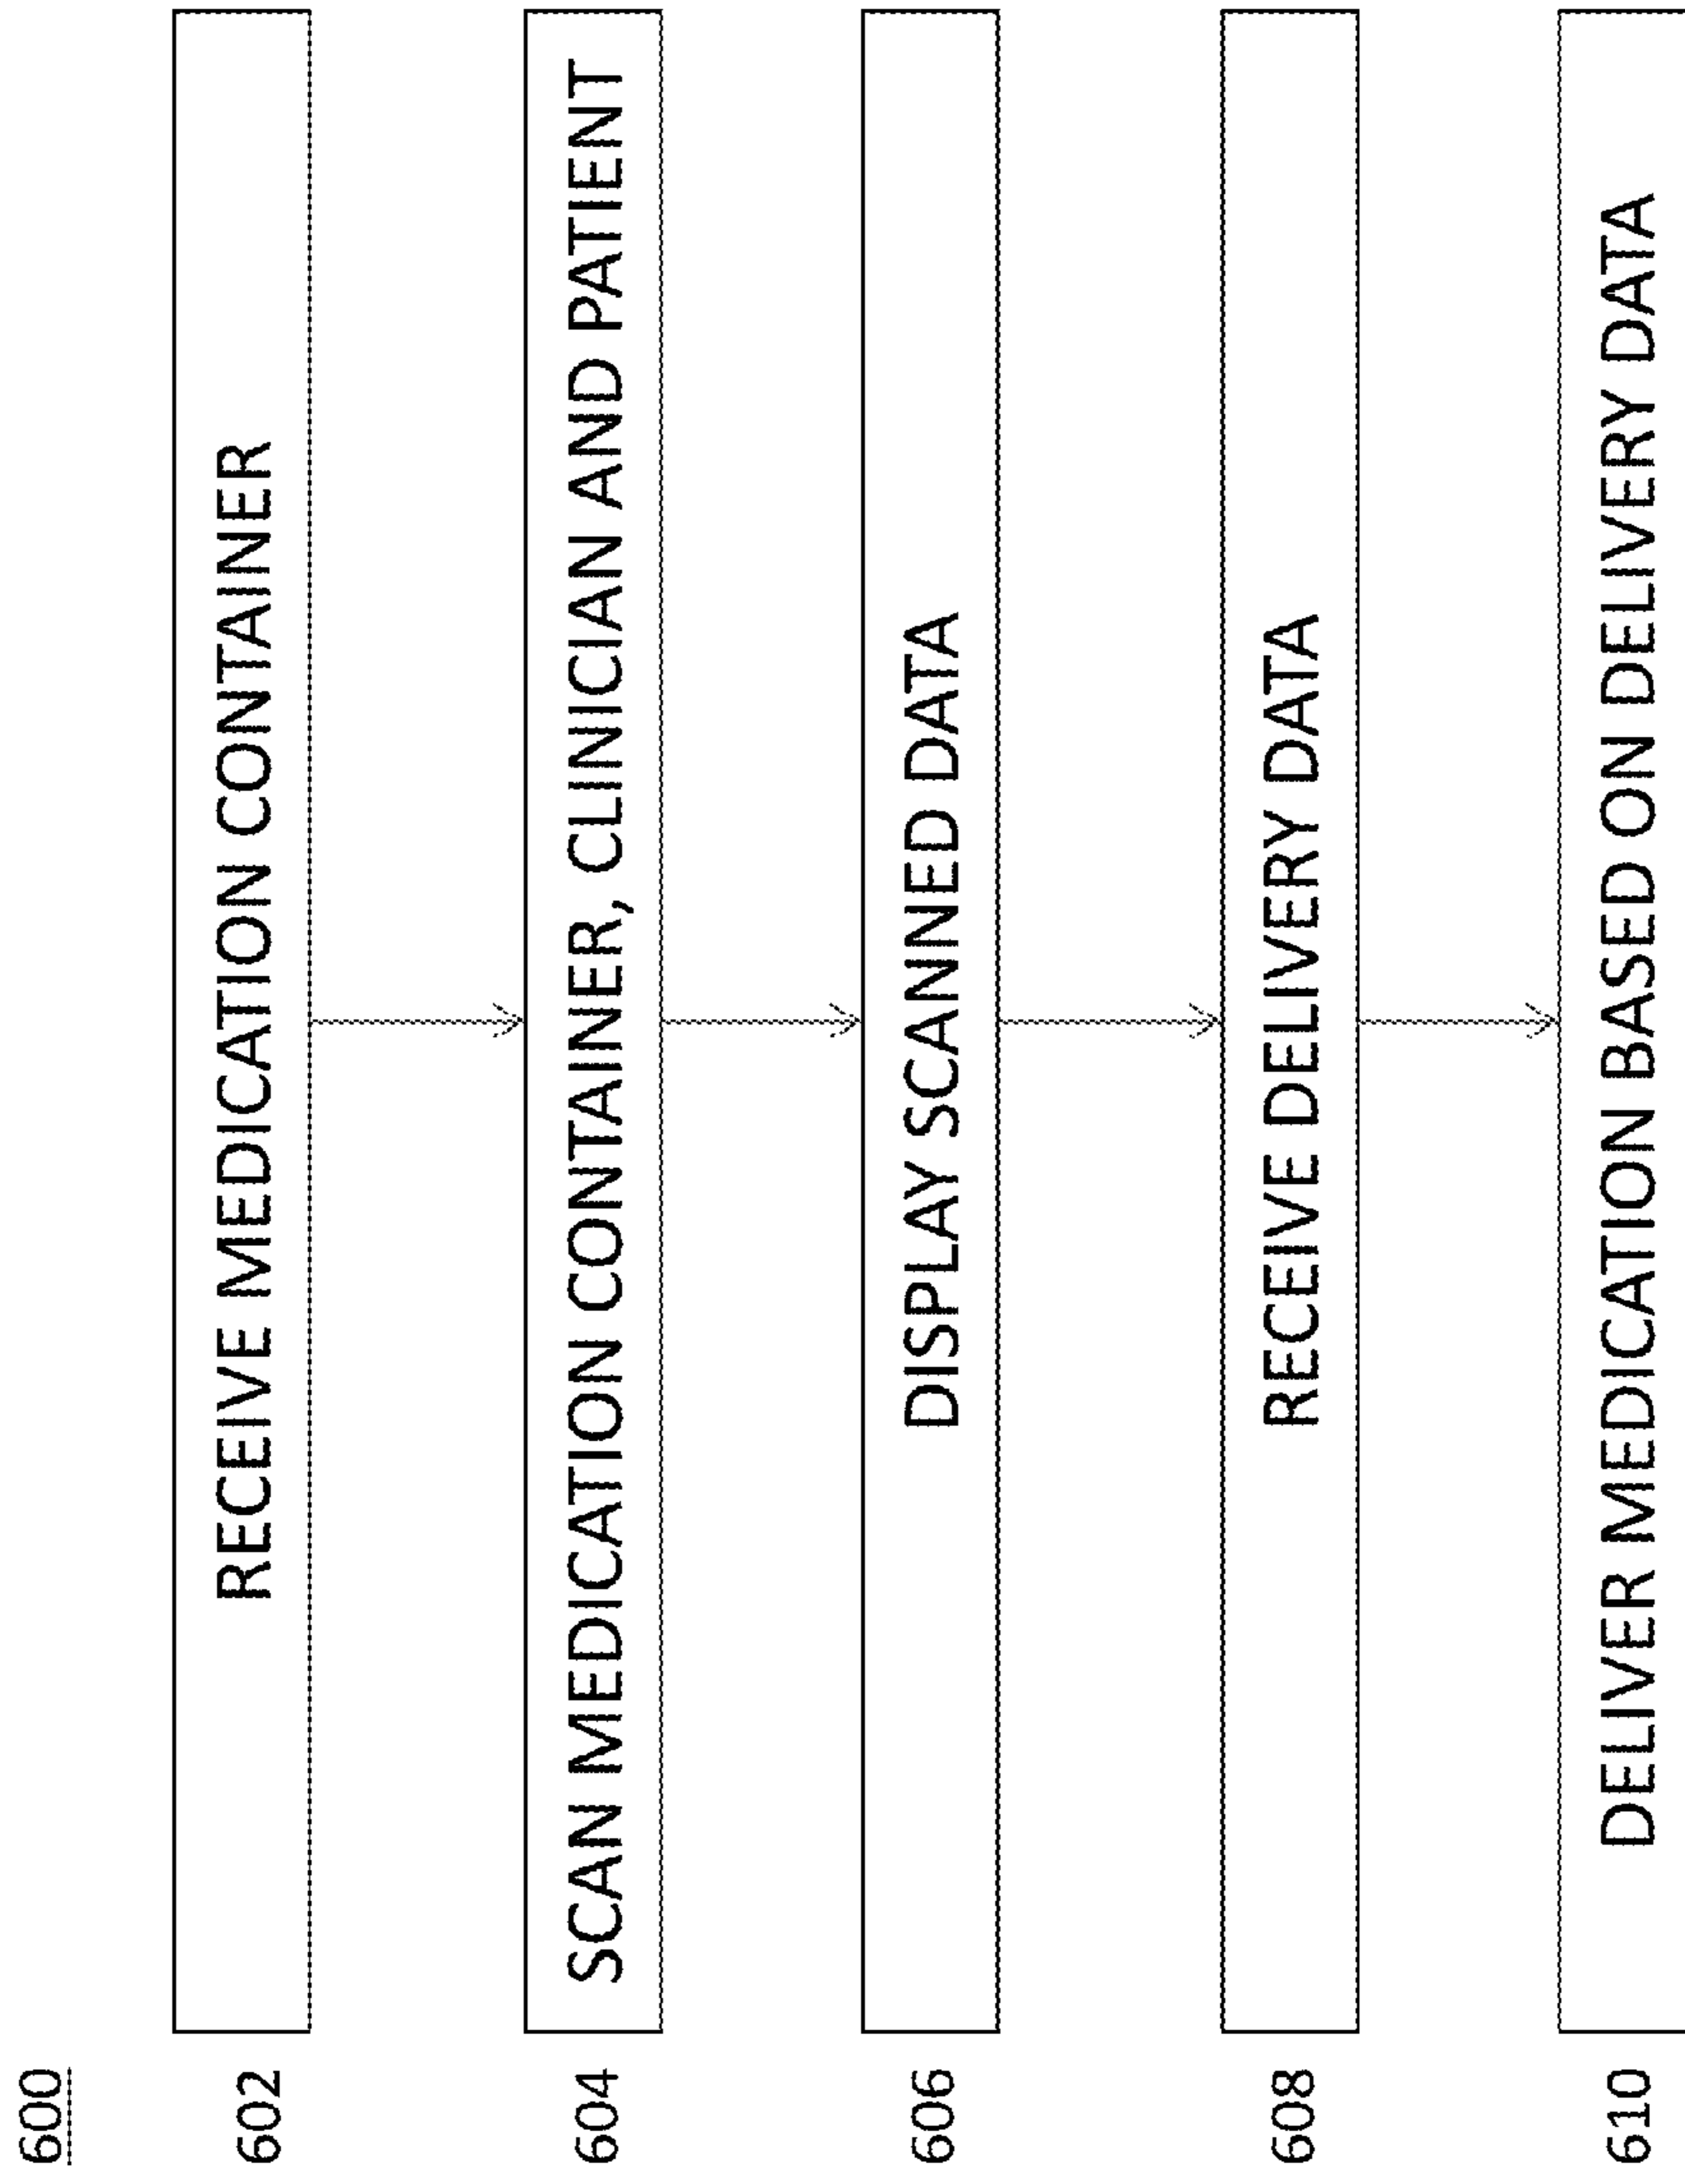 600
602
RECEIVE MEDICATION CONTAINER
604
SCAN MEDICATION CONTAINER, CLINICIAN AND PATIENT
606
DISPLAY SCANNED DATA
608
RECEIVE DELIVERY DATA
610
DELIVER MEDICATION BASED ON DELIVERY DATA